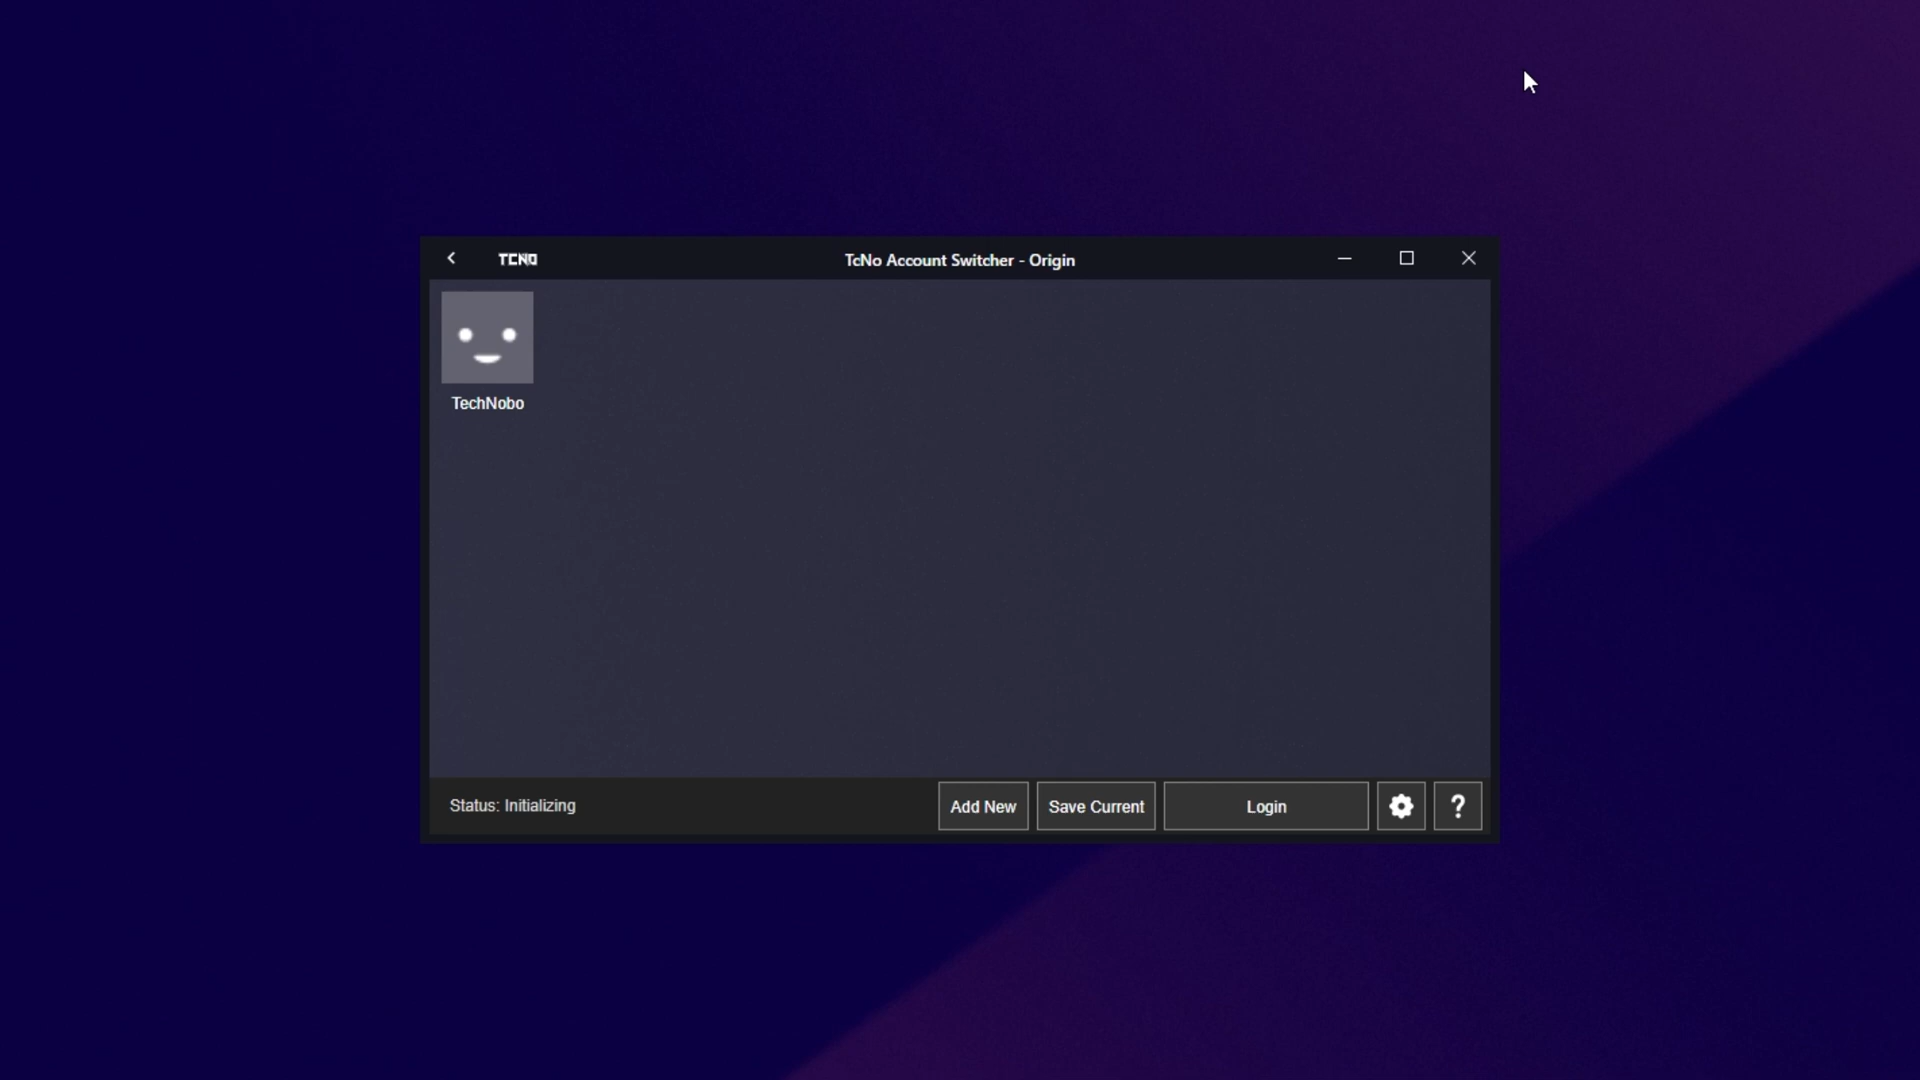 TCNO
TcNo Account Switcher - Origin
TechNobo
Status: Initializing
Add New
Save Current
Login
?